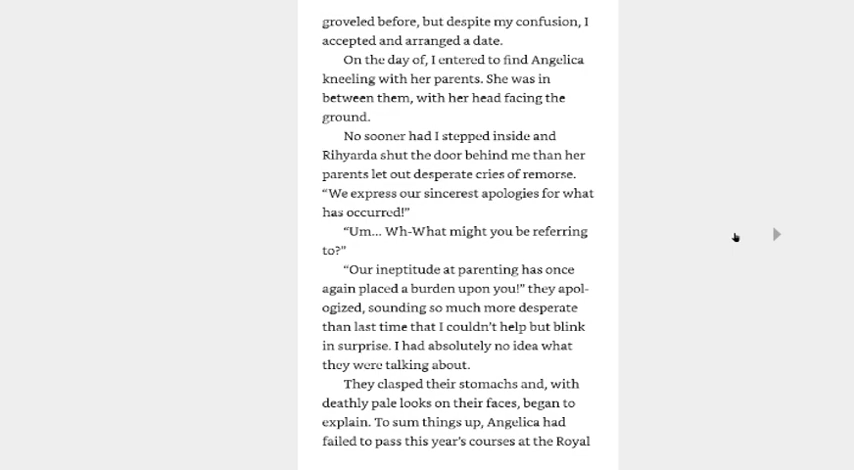 groveled before, but despite my confusion, I
accepted and arranged a date.
On the day of, I entered to find Angelica
kneeling with her parents. She was in
between them, with her head facing the
ground.
No sooner had I stepped inside and
Rihyarda shut the door behind me than her
parents let out desperate cries of remorse.
“We express our sincerest apologies for what
has occurred!”
“Um... Wh-What might you be referring
to?”
“Our ineptitude at parenting has once
again placed a burden upon you!” they apol-
ogized, sounding so much more desperate
than last time that I couldn’t help but blink
in surprise. I had absolutely no idea what
they were talking about.
They clasped their stomachs and, with
deathly pale looks on their faces, began to
explain. To sum things up, Angelica had
failed to pass this year’s courses at the Royal